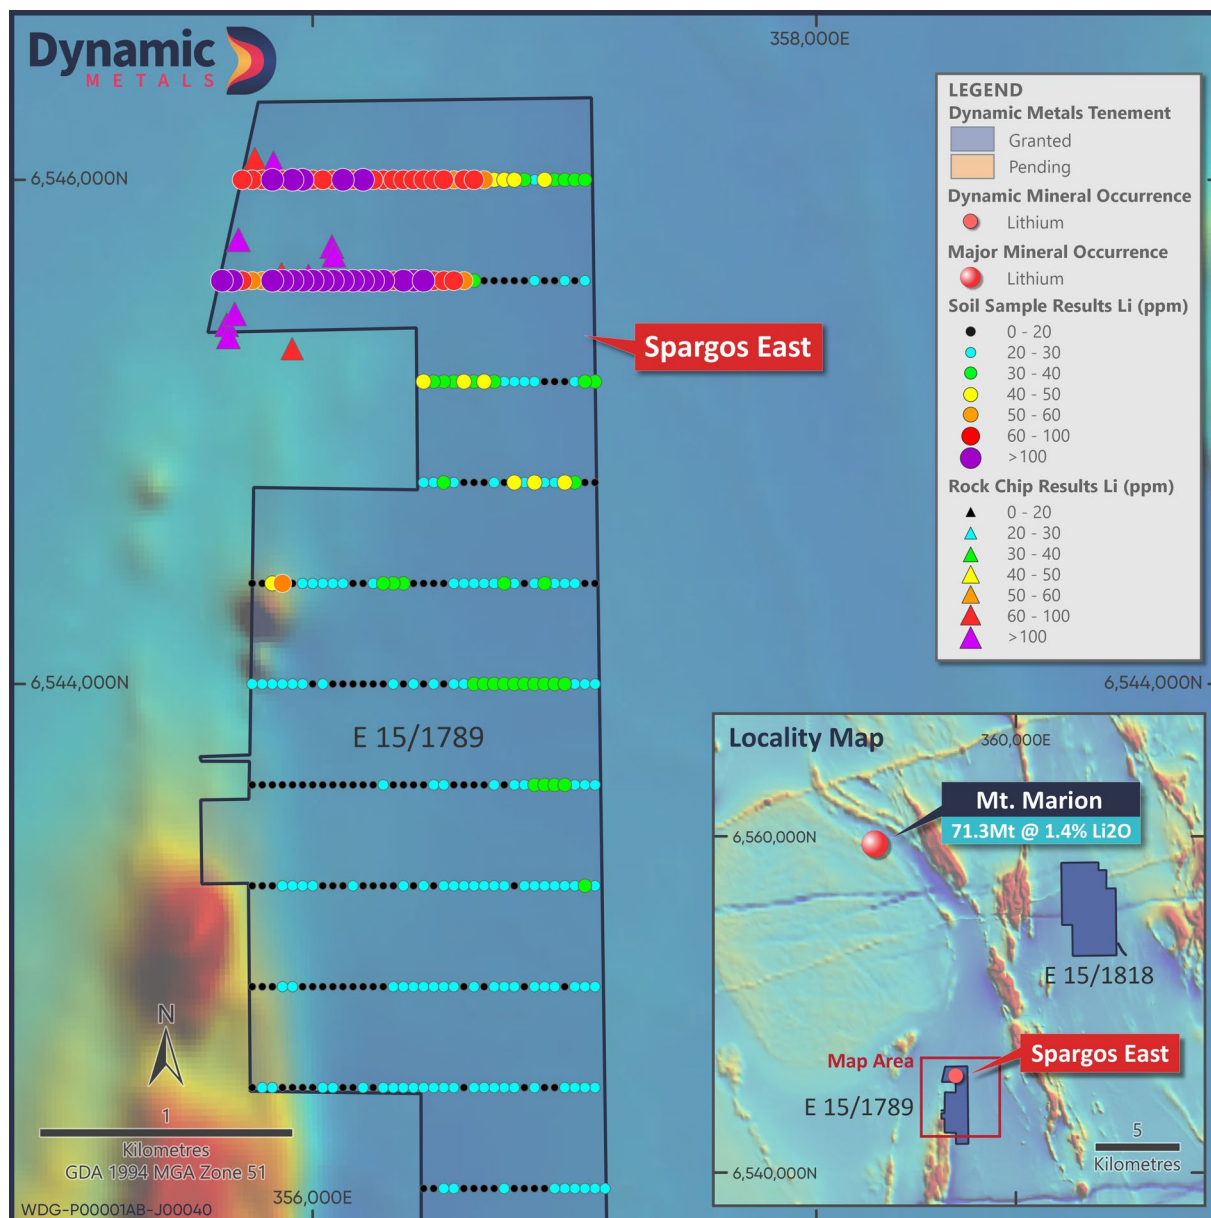 Dynamic
METALS
358,000E
6,546,000N
LEGEND
Dynamic Metals Tenement
Granted
Pending
Dynamic Mineral Occurrence
Lithium
Major Mineral Occurrence
Lithium
Soil Sample Results Li (ppm)
0 - 20
20 - 30
30 - 40
40 - 50
50 - 60
60 - 100
>100
Rock Chip Results Li (ppm)
0 - 20
20 - 30
30 - 40
40 - 50
50 - 60
60 - 100
>100
Spargos East
6,544,000N
6,544,000N
E 15/1789
Locality Map
360,000E
Mt. Marion
71.3Mt @ 1.4% Li2O
6,560,000N
E 15/1818
Spargos East
Map Area
E 15/1789
5
Kilometres
6,540,000N
N
1
Kilometres
GDA 1994 MGA Zone 51
356,000E
WDG-P00001AB-J00040